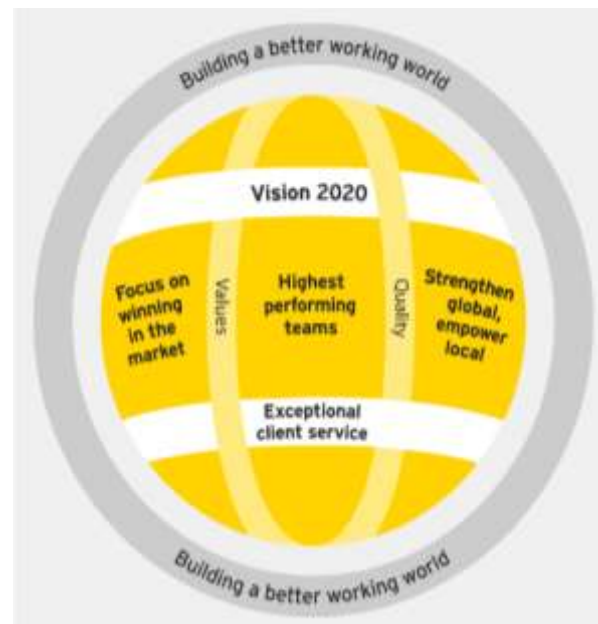 Building a better working world
Vision 2020
Focus on
winning
in the
market
Values
Highest
performing
teams
Quality
Strengthen
global,
empower
local
Exceptional
client service
Building a better working world